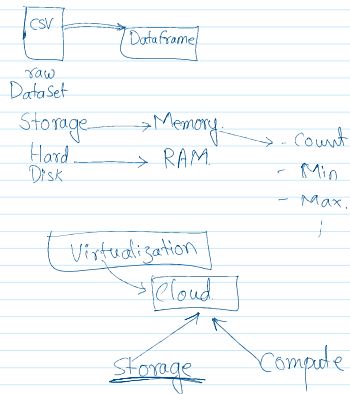 CSV
Dataframe
raw
DataSet
Storage Memory - Count
Hard RAM - Min
Disk - Max.
Virtualization
Cloud
Storage Compute